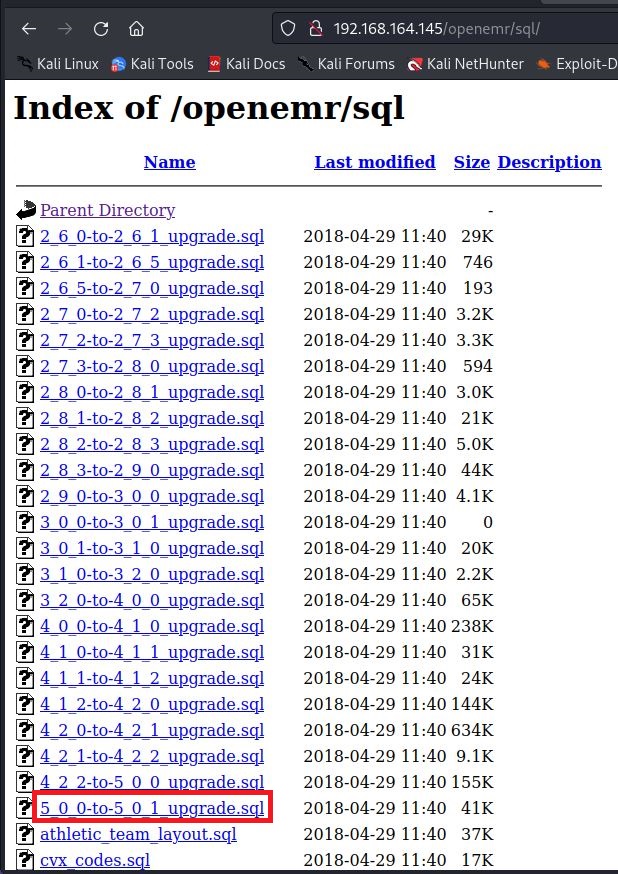 192.168.164.145/openemr/sql/
Kali Linux Kali Tools Kali Docs Kali Forums Kali NetHunter Exploit-D
Index of /openemr/sql
Name Last modified Size Description
Parent Directory -
2_6_0-to-2_6_1_upgrade.sql 2018-04-29 11:40 29K
2_6_1-to-2_6_5_upgrade.sql 2018-04-29 11:40 746
2_6_5-to-2_7_0_upgrade.sql 2018-04-29 11:40 193
2_7_0-to-2_7_2_upgrade.sql 2018-04-29 11:40 3.2K
2_7_2-to-2_7_3_upgrade.sql 2018-04-29 11:40 3.3K
2_7_3-to-2_8_0_upgrade.sql 2018-04-29 11:40 594
2_8_0-to-2_8_1_upgrade.sql 2018-04-29 11:40 3.0K
2_8_1-to-2_8_2_upgrade.sql 2018-04-29 11:40 21K
2_8_2-to-2_8_3_upgrade.sql 2018-04-29 11:40 5.0K
2_8_3-to-2_9_0_upgrade.sql 2018-04-29 11:40 44K
2_9_0-to-3_0_0_upgrade.sql 2018-04-29 11:40 4.1K
3_0_0-to-3_0_1_upgrade.sql 2018-04-29 11:40 0
3_0_1-to-3_1_0_upgrade.sql 2018-04-29 11:40 20K
3_1_0-to-3_2_0_upgrade.sql 2018-04-29 11:40 2.2K
3_2_0-to-4_0_0_upgrade.sql 2018-04-29 11:40 65K
4_0_0-to-4_1_0_upgrade.sql 2018-04-29 11:40 238K
4_1_0-to-4_1_1_upgrade.sql 2018-04-29 11:40 31K
4_1_1-to-4_1_2_upgrade.sql 2018-04-29 11:40 24K
4_1_2-to-4_2_0_upgrade.sql 2018-04-29 11:40 144K
4_2_0-to-4_2_1_upgrade.sql 2018-04-29 11:40 634K
4_2_1-to-4_2_2_upgrade.sql 2018-04-29 11:40 9.1K
4_2_2-to-5_0_0_upgrade.sql 2018-04-29 11:40 155K
5_0_0-to-5_0_1_upgrade.sql 2018-04-29 11:40 41K
athletic_team_layout.sql 2018-04-29 11:40 37K
cvx_codes.sql 2018-04-29 11:40 17K